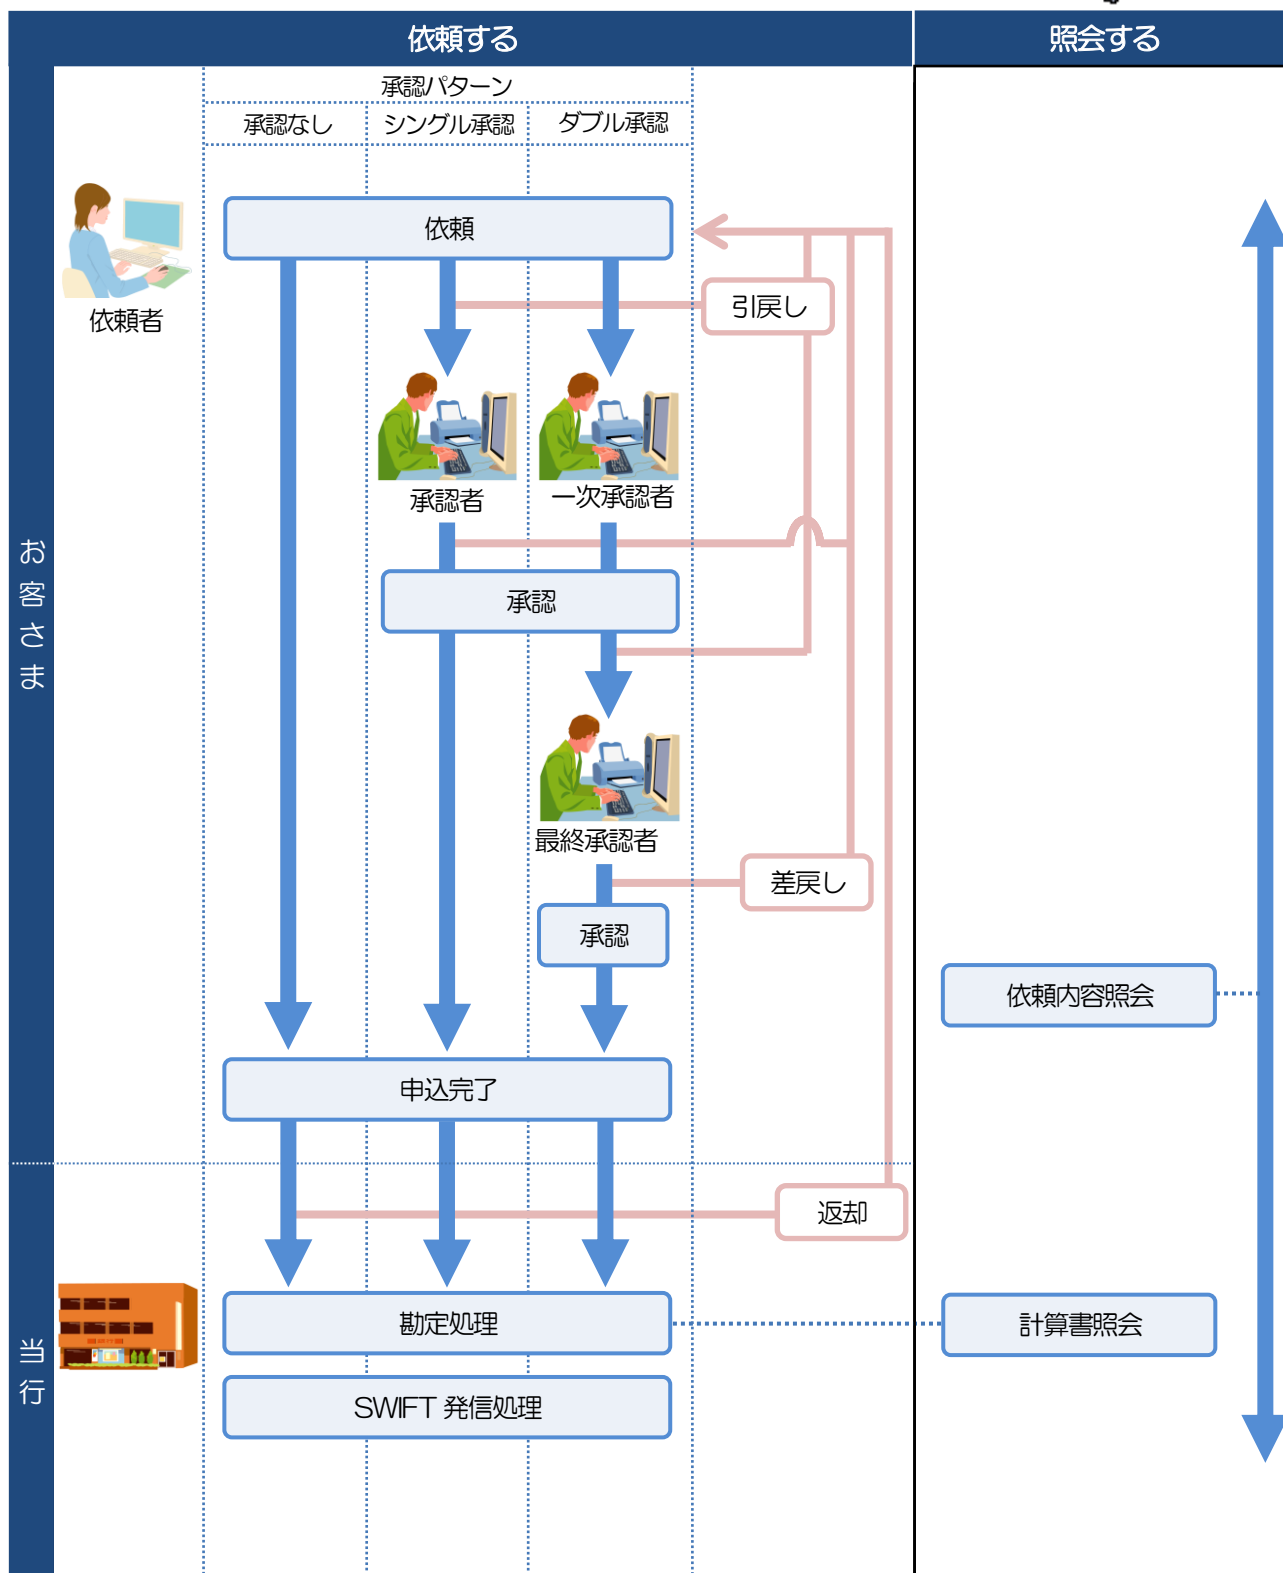 依頼する
照会する
承認パターン
承認なし
シングル承認
ダブル承認
依頼
依頼者
引戻し
承認者
一次承認者
お客さま
承認
最終承認者
差戻し
承認
依頼内容照会
申込完了
返却
当行
勘定処理
計算書照会
SWIFT 発信処理